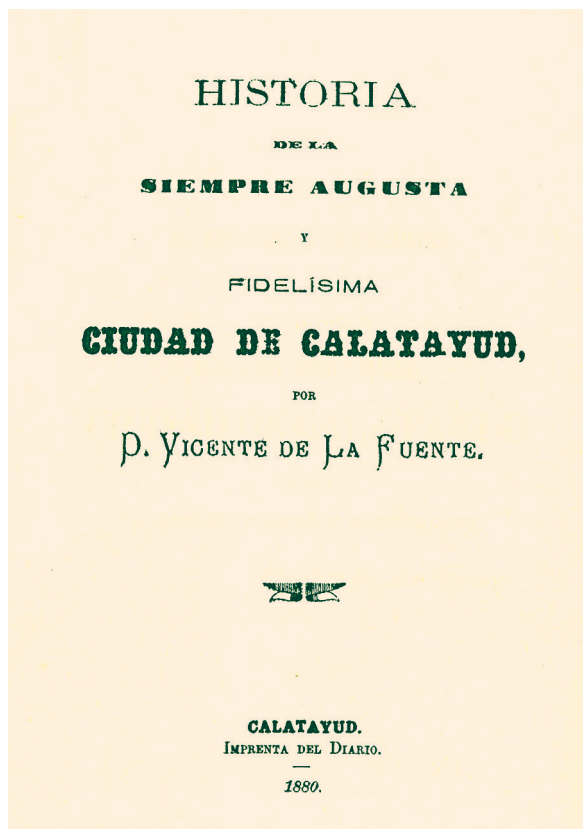 HISTORIA
DE LA
SIEMPRE AUGUSTA
Y
FIDELÍSIMA
CIUDAD DE CALATAYUD,
POR
D. VICENTE DE LA FUENTE.
CALATAYUD.
IMPRENTA DEL DIARIO.
1880.